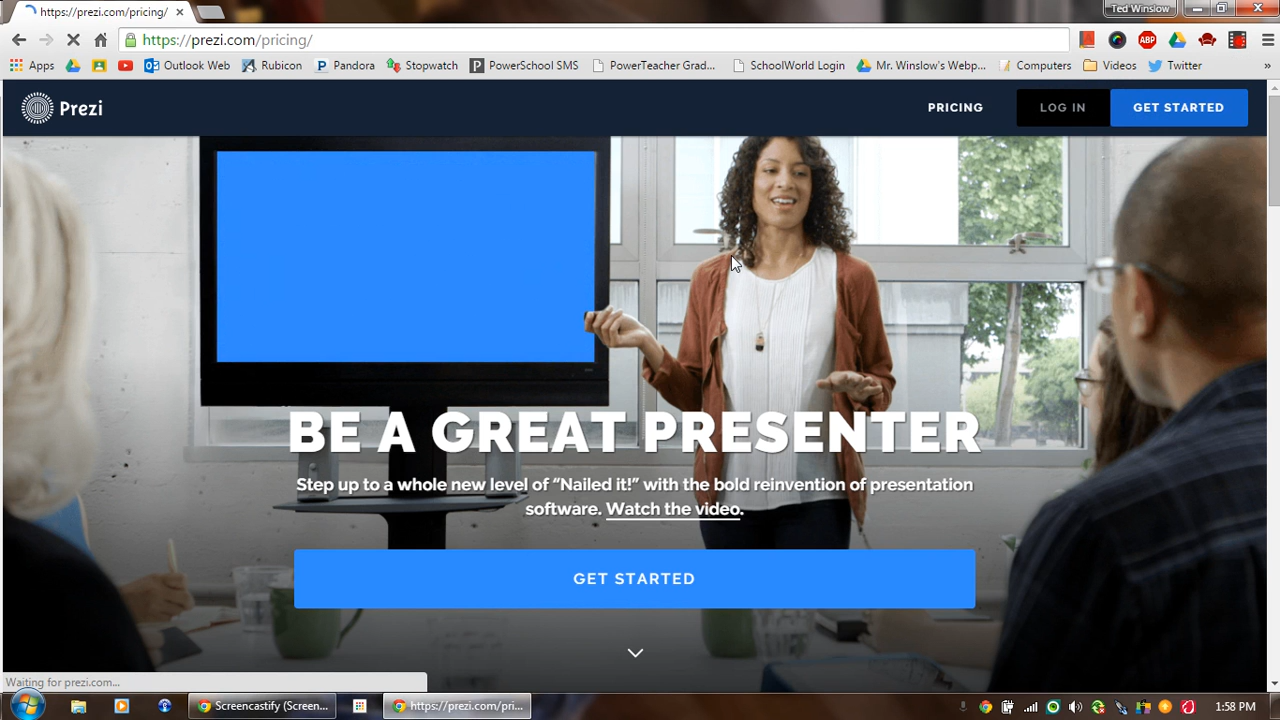 https://prezi.com/pricing/
Ted Winslow
https://prezi.com/pricing/
ABP
Apps
Outlook Web
Rubicon
Pandora
Stopwatch
PowerSchool SMS
PowerTeacher Grad...
SchoolWorld Login
Mr. Winslow's Webp...
Computers
Videos
Twitter
»
Prezi
PRICING
LOG IN
GET STARTED
BE A GREAT PRESENTER
Step up to a whole new level of “Nailed it!” with the bold reinvention of presentation
software. Watch the video.
GET STARTED
Waiting for prezi.com...
Screencastify (Screen...
https://prezi.com/pri...
1:58 PM